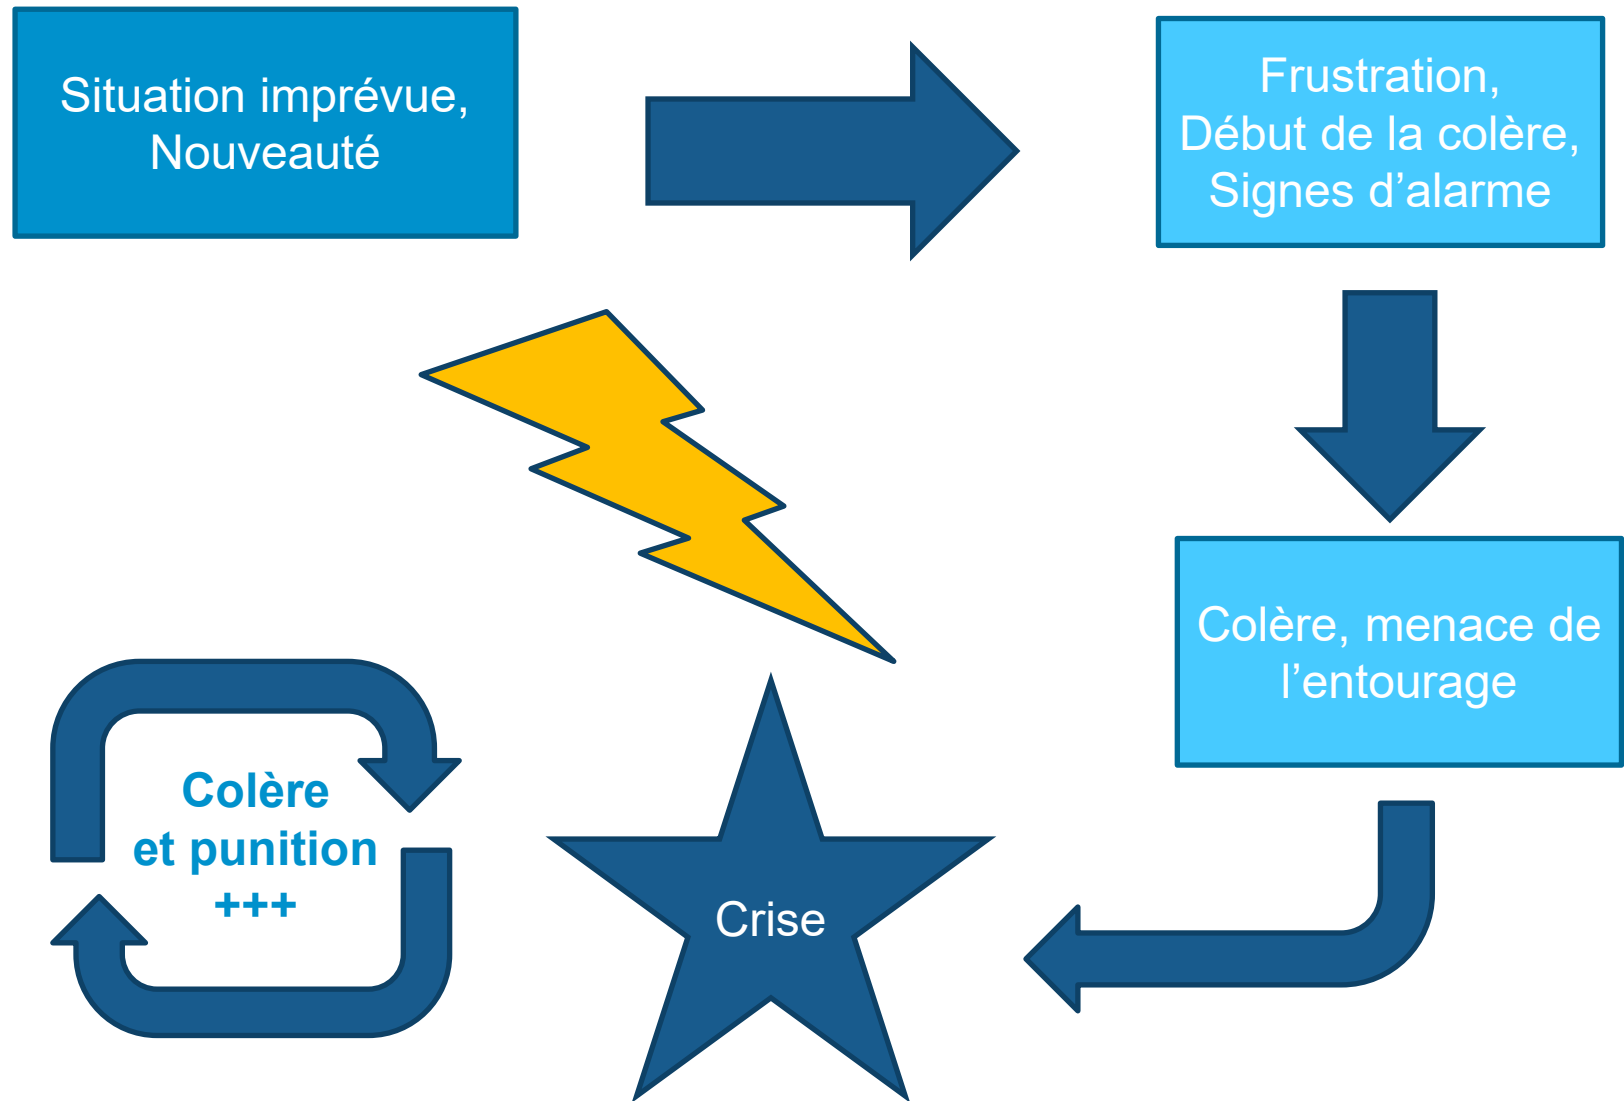 Situation imprévue,
Nouveauté
Frustration,
Début de la colère,
Signes d’alarme
Colère, menace de
l’entourage
Crise
Colère
et punition
+++